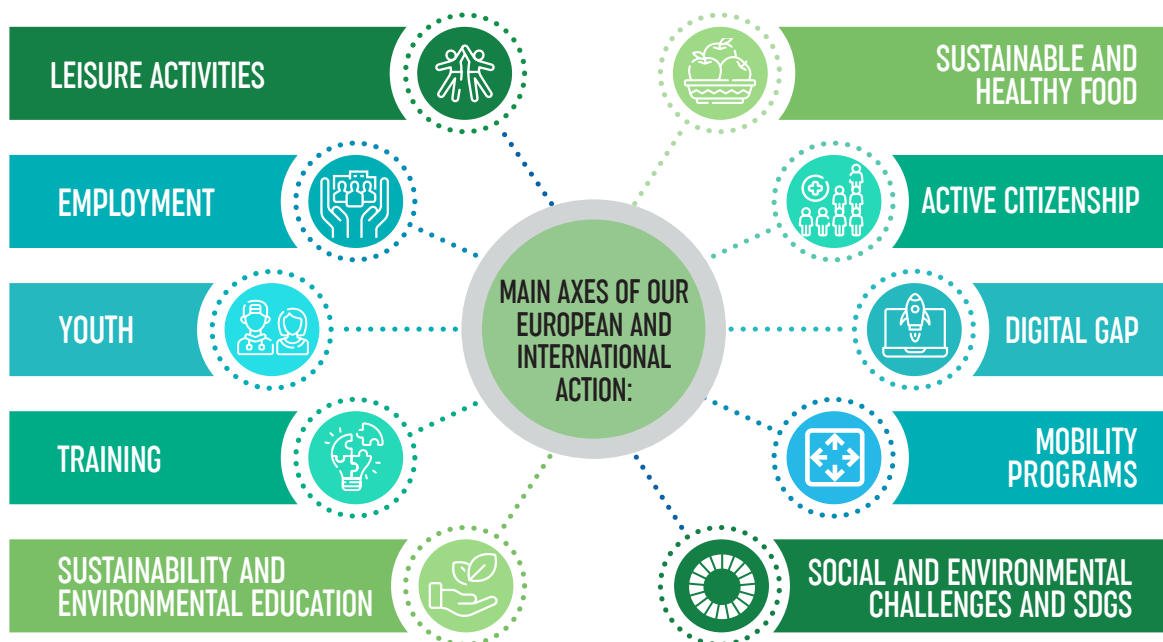 LEISURE ACTIVITIES
EMPLOYMENT
YOUTH
TRAINING
SUSTAINABILITY AND
ENVIRONMENTAL EDUCATION
MAIN AXES OF OUR
EUROPEAN AND
INTERNATIONAL
ACTION:
SUSTAINABLE AND
HEALTHY FOOD
ACTIVE CITIZENSHIP
DIGITAL GAP
MOBILITY
PROGRAMS
SOCIAL AND ENVIRONMENTAL
CHALLENGES AND SDGS